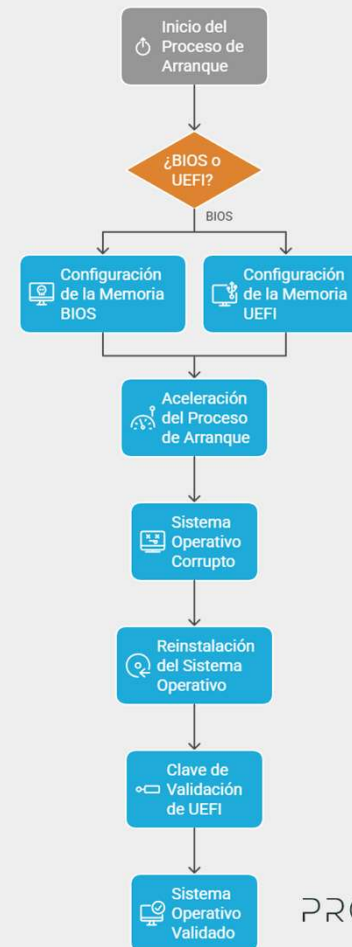 Inicio del
Proceso de
Arranque
¿BIOS o
UEFI?
BIOS
Configuración
de la Memoria
BIOS
Configuración
de la Memoria
UEFI
Aceleración
del Proceso
de Arranque
Sistema
Operativo
Corrupto
Reinstalación
del Sistema
Operativo
Clave de
Validación
de UEFI
Sistema
Operativo
Validado